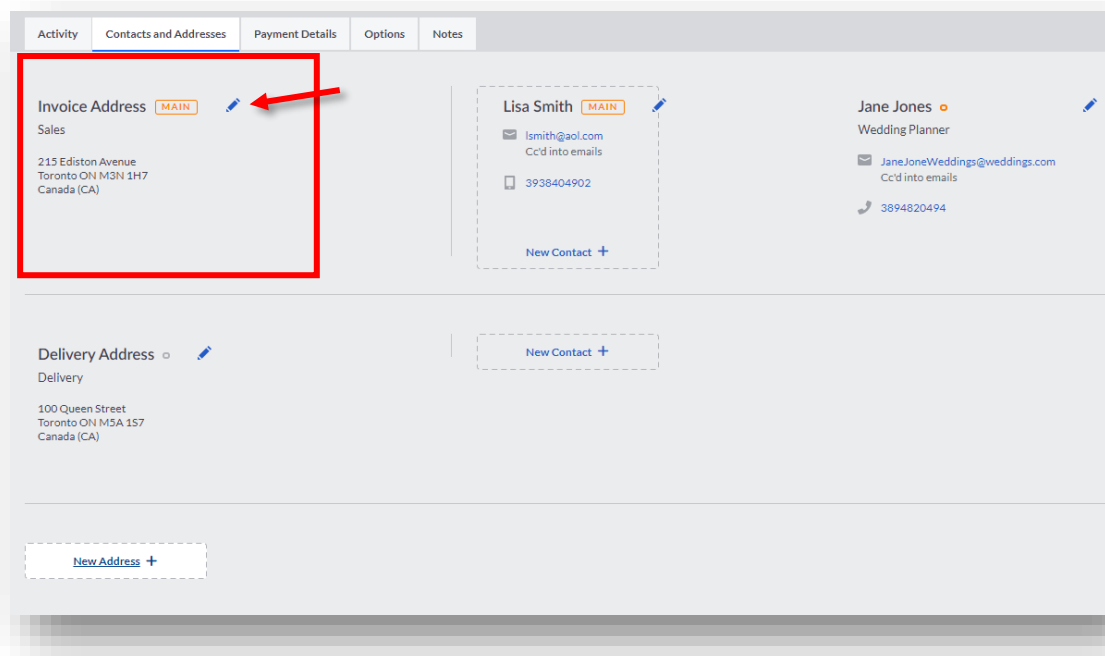 Activity
Contacts and Addresses
Payment Details
Options
Notes
Invoice Address MAIN
Sales
215 Ediston Avenue
Toronto ON M3N 1H7
Canada (CA)
Lisa Smith MAIN
lsmith@aol.com
Cc'd into emails
3938404902
New Contact +
Jane Jones
Wedding Planner
JaneJoneWeddings@weddings.com
Cc'd into emails
3894820494
Delivery Address
Delivery
100 Queen Street
Toronto ON M5A 1S7
Canada (CA)
New Contact +
New Address +